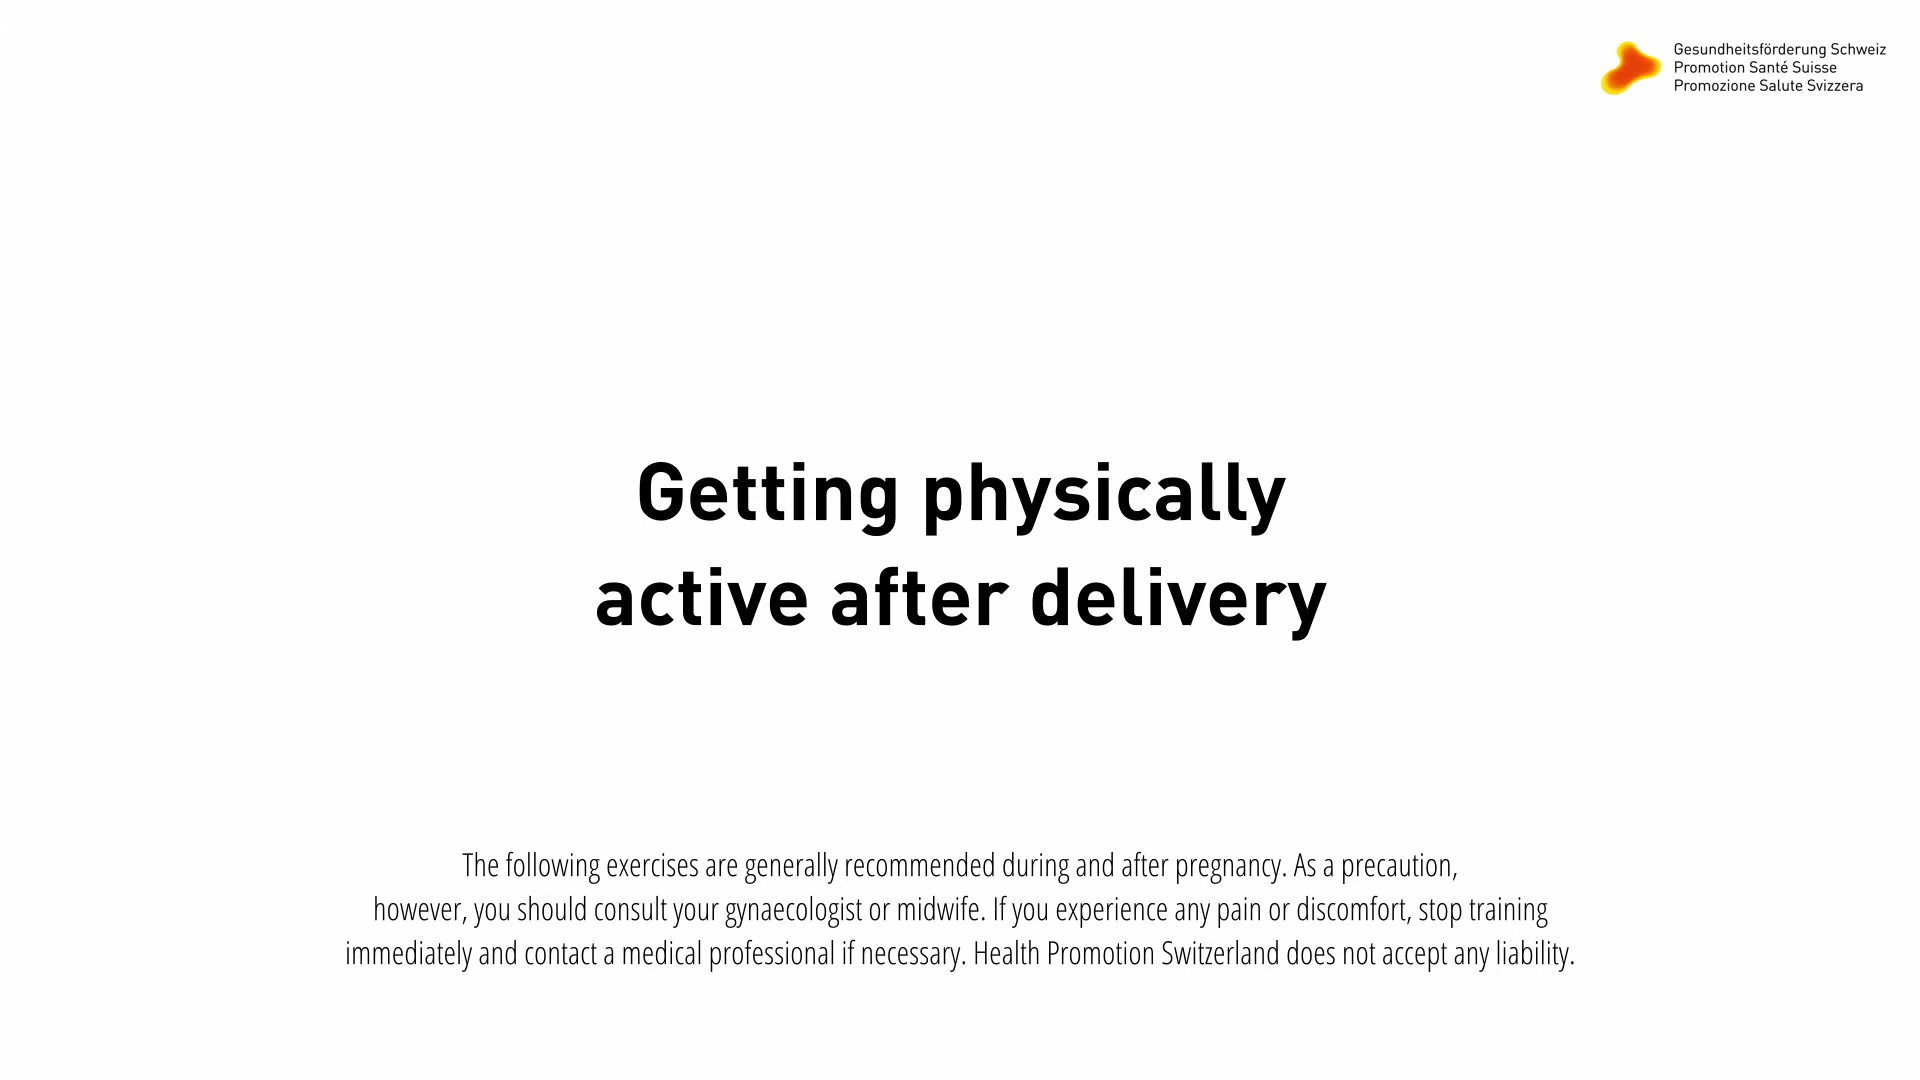 Gesundheitsförderung Schweiz
Promotion Santé Suisse
Promozione Salute Svizzera
Getting physically
active after delivery
The following exercises are generally recommended during and after pregnancy. As a precaution,
however, you should consult your gynaecologist or midwife. If you experience any pain or discomfort, stop training
immediately and contact a medical professional if necessary. Health Promotion Switzerland does not accept any liability.